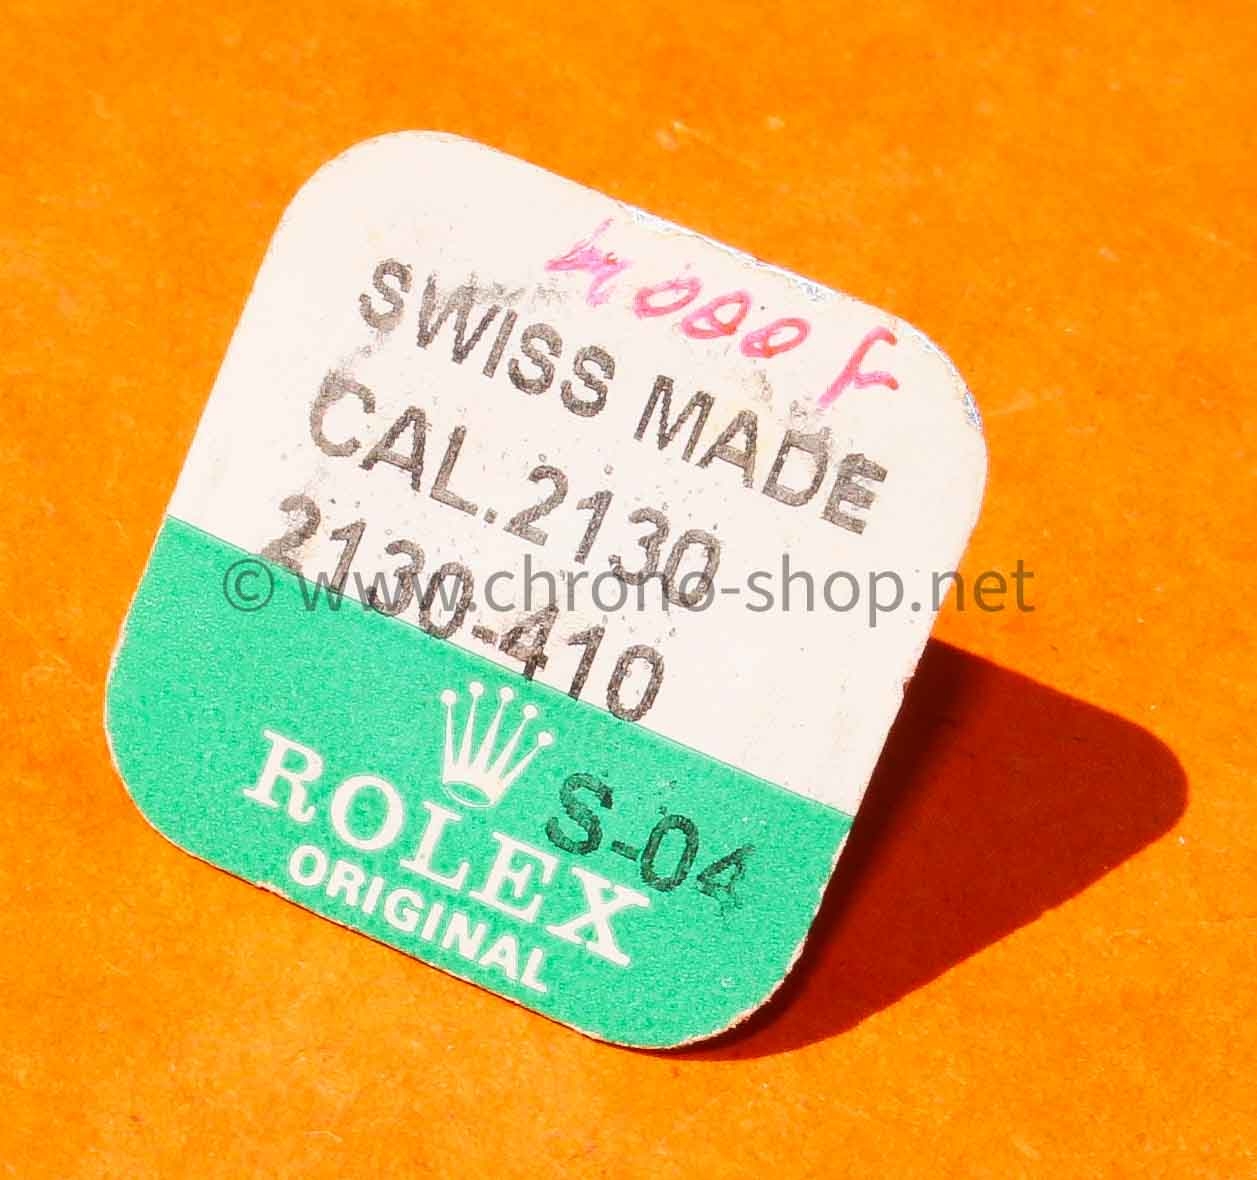 SWISS MADE
CAL.2130
2130-410
© www.chrono-shop.net
S-04
ROLEX
ORIGINAL